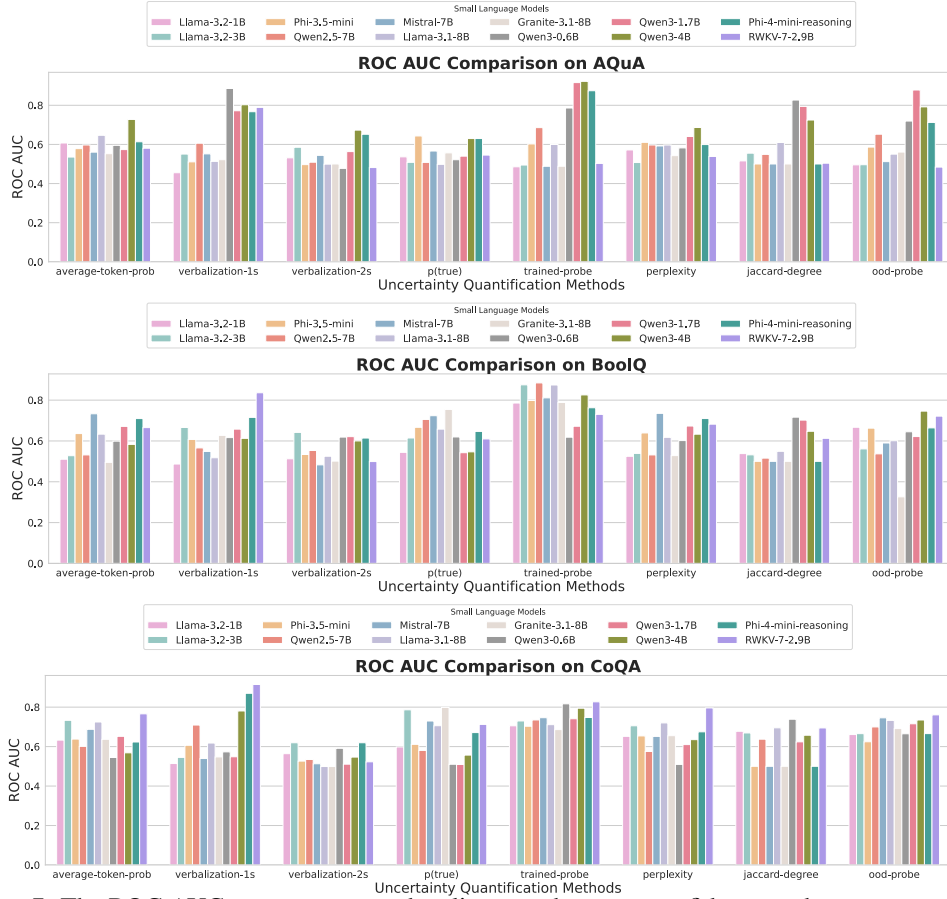 Small Language Models
Llama-3.2-1B Phi-3.5-mini Mistral-7B Granite-3.1-8B Qwen3-1.7B Phi-4-mini-reasoning
Llama-3.2-3B Qwen2.5-7B Llama-3.1-8B Qwen3-0.6B Qwen3-4B RWKV-7-2.9B
ROC AUC Comparison on AQuA
ROC AUC
0.8
0.6
0.4
0.2
0.0
average-token-prob verbalization-1s verbalization-2s p(true) trained-probe perplexity jaccard-degree ood-probe
Uncertainty Quantification Methods
Small Language Models
Llama-3.2-1B Phi-3.5-mini Mistral-7B Granite-3.1-8B Qwen3-1.7B Phi-4-mini-reasoning
Llama-3.2-3B Qwen2.5-7B Llama-3.1-8B Qwen3-0.6B Qwen3-4B RWKV-7-2.9B
ROC AUC Comparison on BoolQ
ROC AUC
0.8
0.6
0.4
0.2
0.0
average-token-prob verbalization-1s verbalization-2s p(true) trained-probe perplexity jaccard-degree ood-probe
Uncertainty Quantification Methods
Small Language Models
Llama-3.2-1B Phi-3.5-mini Mistral-7B Granite-3.1-8B Qwen3-1.7B Phi-4-mini-reasoning
Llama-3.2-3B Qwen2.5-7B Llama-3.1-8B Qwen3-0.6B Qwen3-4B RWKV-7-2.9B
ROC AUC Comparison on CoQA
ROC AUC
0.8
0.6
0.4
0.2
0.0
average-token-prob verbalization-1s verbalization-2s p(true) trained-probe perplexity jaccard-degree ood-probe
Uncertainty Quantification Methods